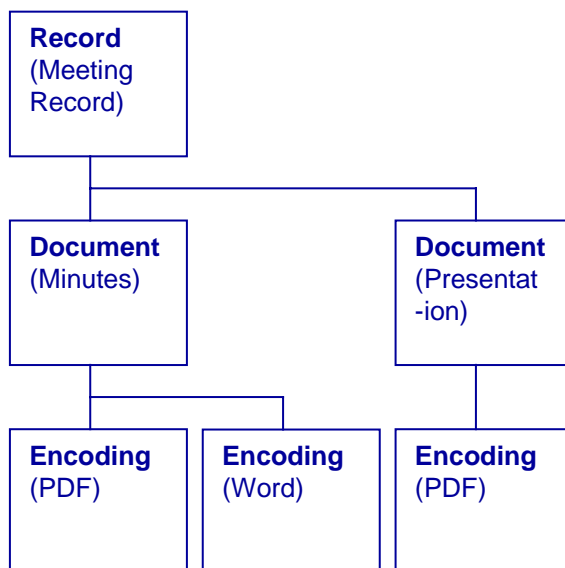 Record
(Meeting
Record)
Document
(Minutes)
Document
(Presentat
-ion)
Encoding
(PDF)
Encoding
(Word)
Encoding
(PDF)